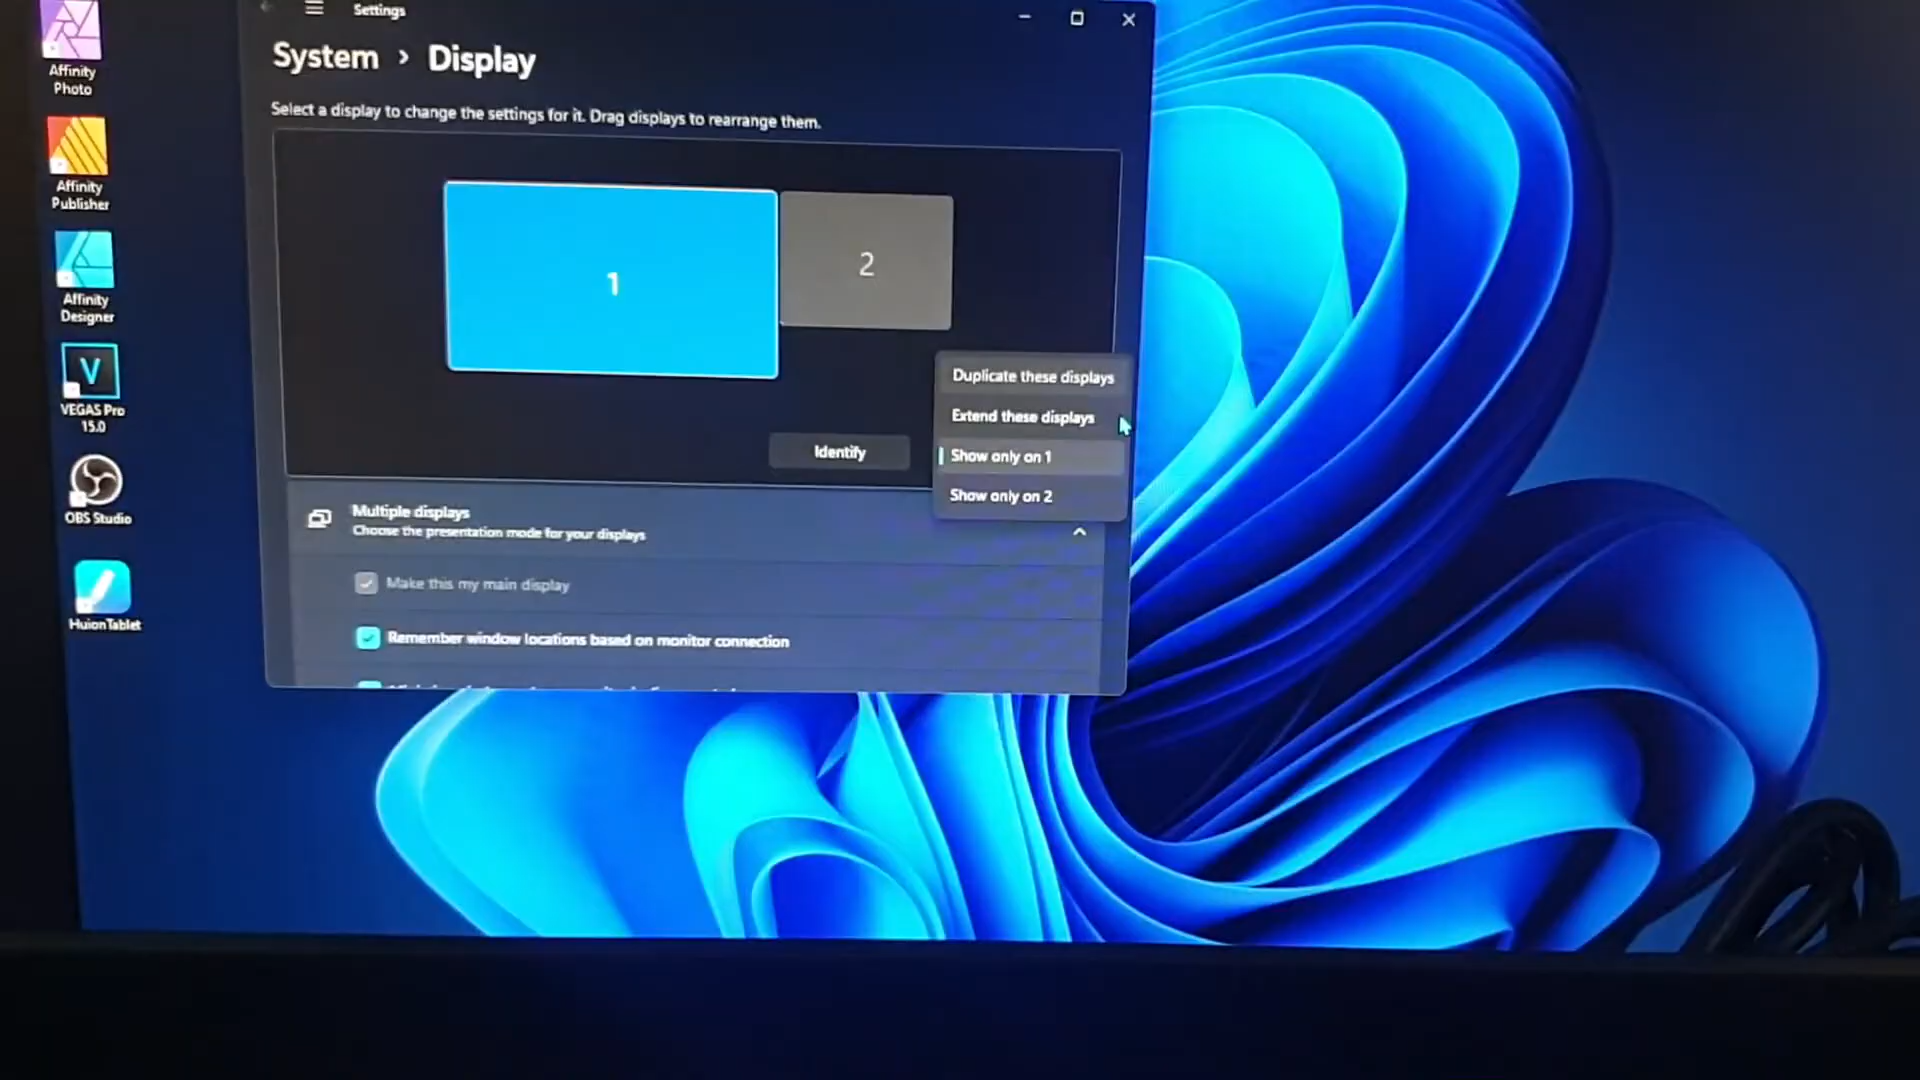 Settings
System › Display
Select a display to change the settings for it. Drag displays to rearrange them.
1
2
Duplicate these displays
Extend these displays
Show only on 1
Show only on 2
Identify
Multiple displays
Choose the presentation mode for your displays
Make this my main display
Remember window locations based on monitor connection
Affinity
Photo
Affinity
Publisher
Affinity
Designer
V
VEGAS Pro
15.0
OBS Studio
HuionTablet